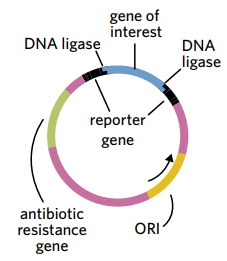 gene of
interest
DNA ligase
DNA
ligase
reporter
gene
antibiotic
resistance
gene
ORI